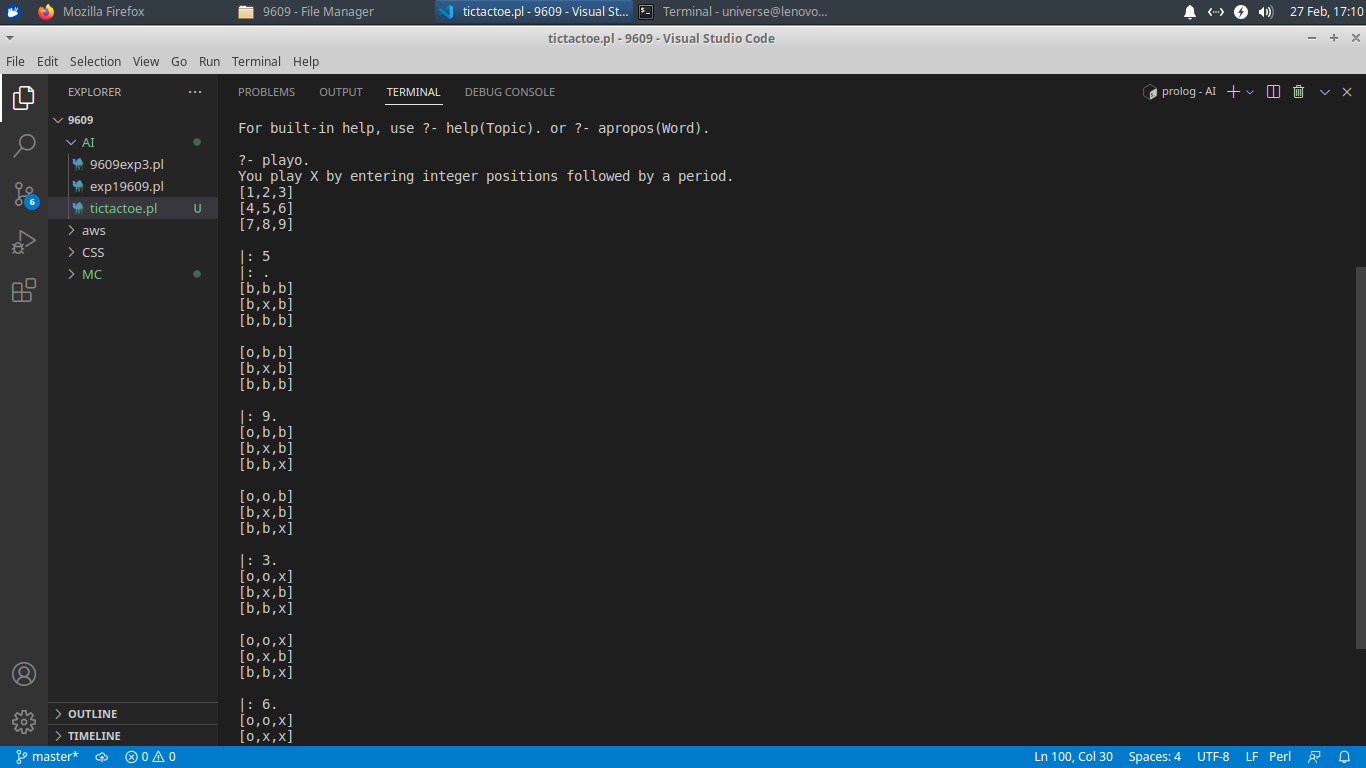 Mozilla Firefox
9609 - File Manager
tictactoe.pl - 9609 - Visual St...
Terminal - universe@lenovo...
27 Feb, 17:10
tictactoe.pl - 9609 - Visual Studio Code
File Edit Selection View Go Run Terminal Help
EXPLORER
PROBLEMS OUTPUT TERMINAL DEBUG CONSOLE
prolog - AI
9609
AI
9609exp3.pl
exp19609.pl
tictactoe.pl U
aws
CSS
MC
6
For built-in help, use ?- help(Topic). or ?- apropos(Word).
?- playo.
You play X by entering integer positions followed by a period.
[1,2,3]
[4,5,6]
[7,8,9]
|: 5
|: .
[b,b,b]
[b,x,b]
[b,b,b]
[o,b,b]
[b,x,b]
[b,b,b]
|: 9.
[o,b,b]
[b,x,b]
[b,b,x]
[o,o,b]
[b,x,b]
[b,b,x]
|: 3.
[o,o,x]
[b,x,b]
[b,b,x]
[o,o,x]
[o,x,b]
[b,b,x]
|: 6.
[o,o,x]
[o,x,x]
OUTLINE
TIMELINE
master* 0 0 Ln 100, Col 30 Spaces: 4 UTF-8 LF Perl